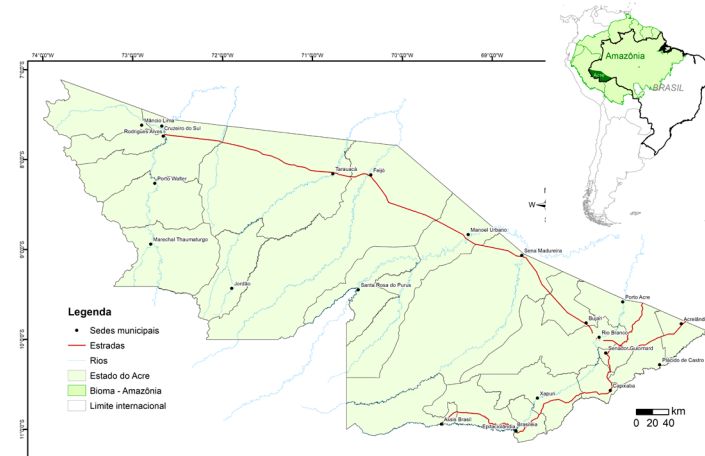 74°0'0"W
73°0'0"W
72°0'0"W
71°0'0"W
70°0'0"W
69°0'0"W
7°0'0"S
8°0'0"S
9°0'0"S
10°0'0"S
11°0'0"S
Amazônia
Acre
BRASIL
W
Mâncio Lima
Cruzeiro do Sul
Rodrigues Alves
Tarauacá
Feijó
Porto Walter
Marechal Thaumaturgo
Manoel Urbano
Sena Madureira
Jordão
Santa Rosa do Purus
Porto Acre
Bujari
Acrelând
Rio Branco
Senador Guiomard
Plácido de Castro
Capixaba
Xapuri
Assis Brasil
Epitaciolândia
Brasiléia
Legenda
Sedes municipais
Estradas
Rios
Estado do Acre
Bioma - Amazônia
Limite internacional
km
0 20 40